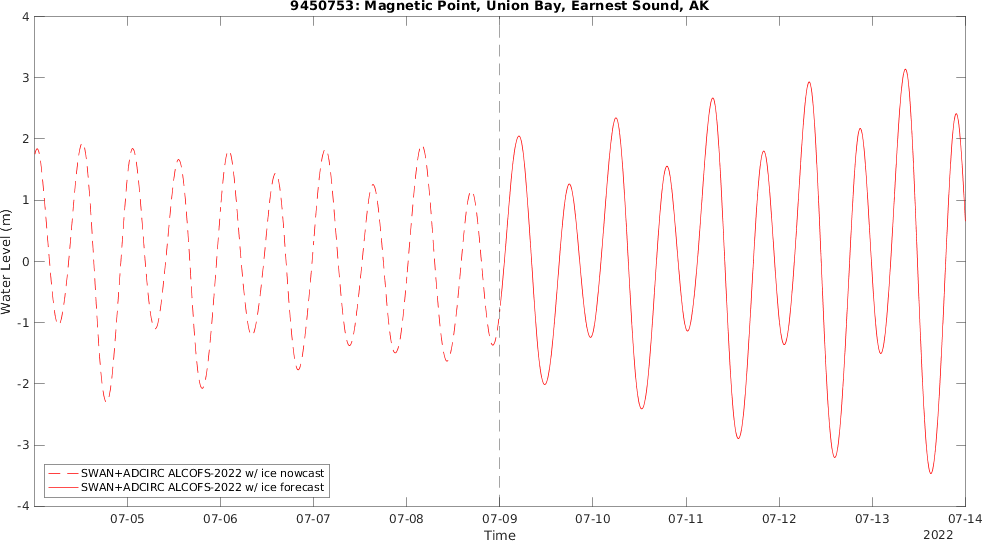 9450753: Magnetic Point, Union Bay, Earnest Sound, AK
4
3
2
1
0
-1
-2
-3
-4
Water Level (m)
SWAN+ADCIRC ALCOFS-2022 w/ ice nowcast
SWAN+ADCIRC ALCOFS-2022 w/ ice forecast
07-05 07-06 07-07 07-08 07-09 07-10 07-11 07-12 07-13 07-14
Time
2022